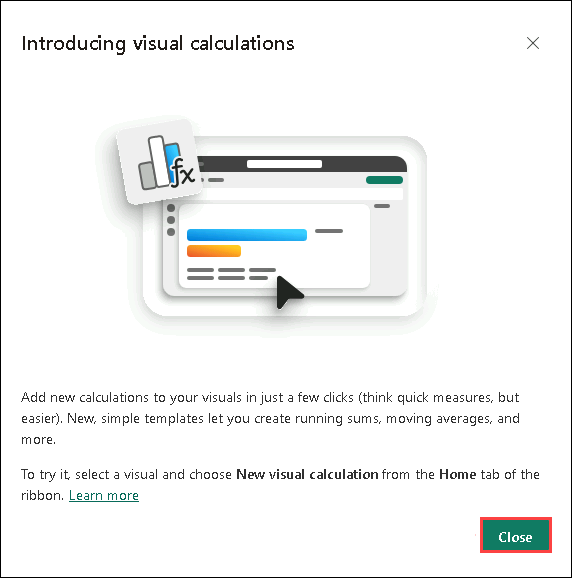 Introducing visual calculations
fx
Add new calculations to your visuals in just a few clicks (think quick measures, but
easier). New, simple templates let you create running sums, moving averages, and
more.
To try it, select a visual and choose New visual calculation from the Home tab of the
ribbon. Learn more
Close